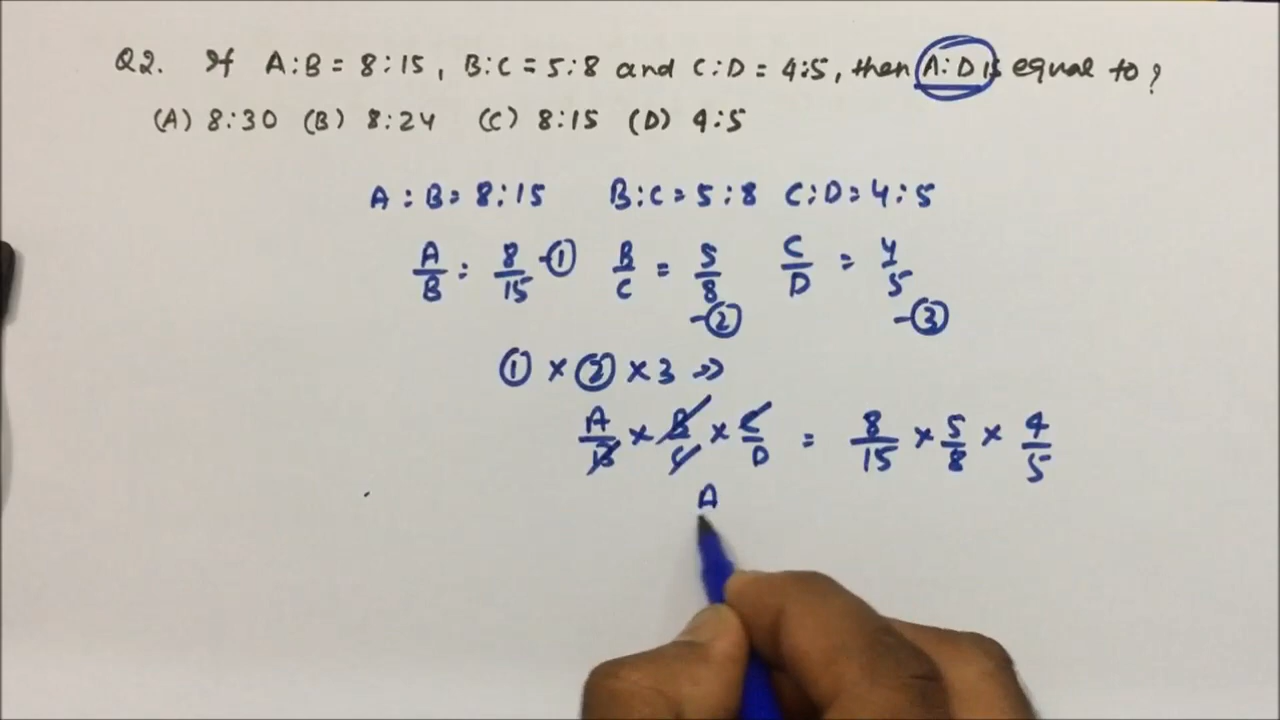 Q2. If A:B = 8:15, B:C = 5:8 and C:D = 4:5, then A:D is equal to ?
(A) 8:30 (B) 8:24 (C) 8:15 (D) 4:5
A : B = 8:15 B:C = 5:8 C:D = 4:5
A/B = 8/15 -① B/C = 5/8 -② C/D = 4/5 -③
① × ② × 3 »
A/B × B/C × C/D = 8/15 × 5/8 × 4/5
A